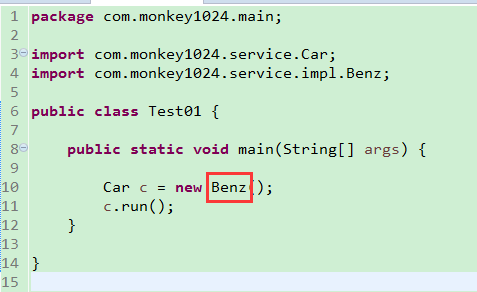 1 package com.monkey1024.main;
2
3 import com.monkey1024.service.Car;
4 import com.monkey1024.service.impl.Benz;
5
6 public class Test01 {
7
8 public static void main(String[] args) {
9
10 Car c = new Benz();
11 c.run();
12 }
13
14 }
15